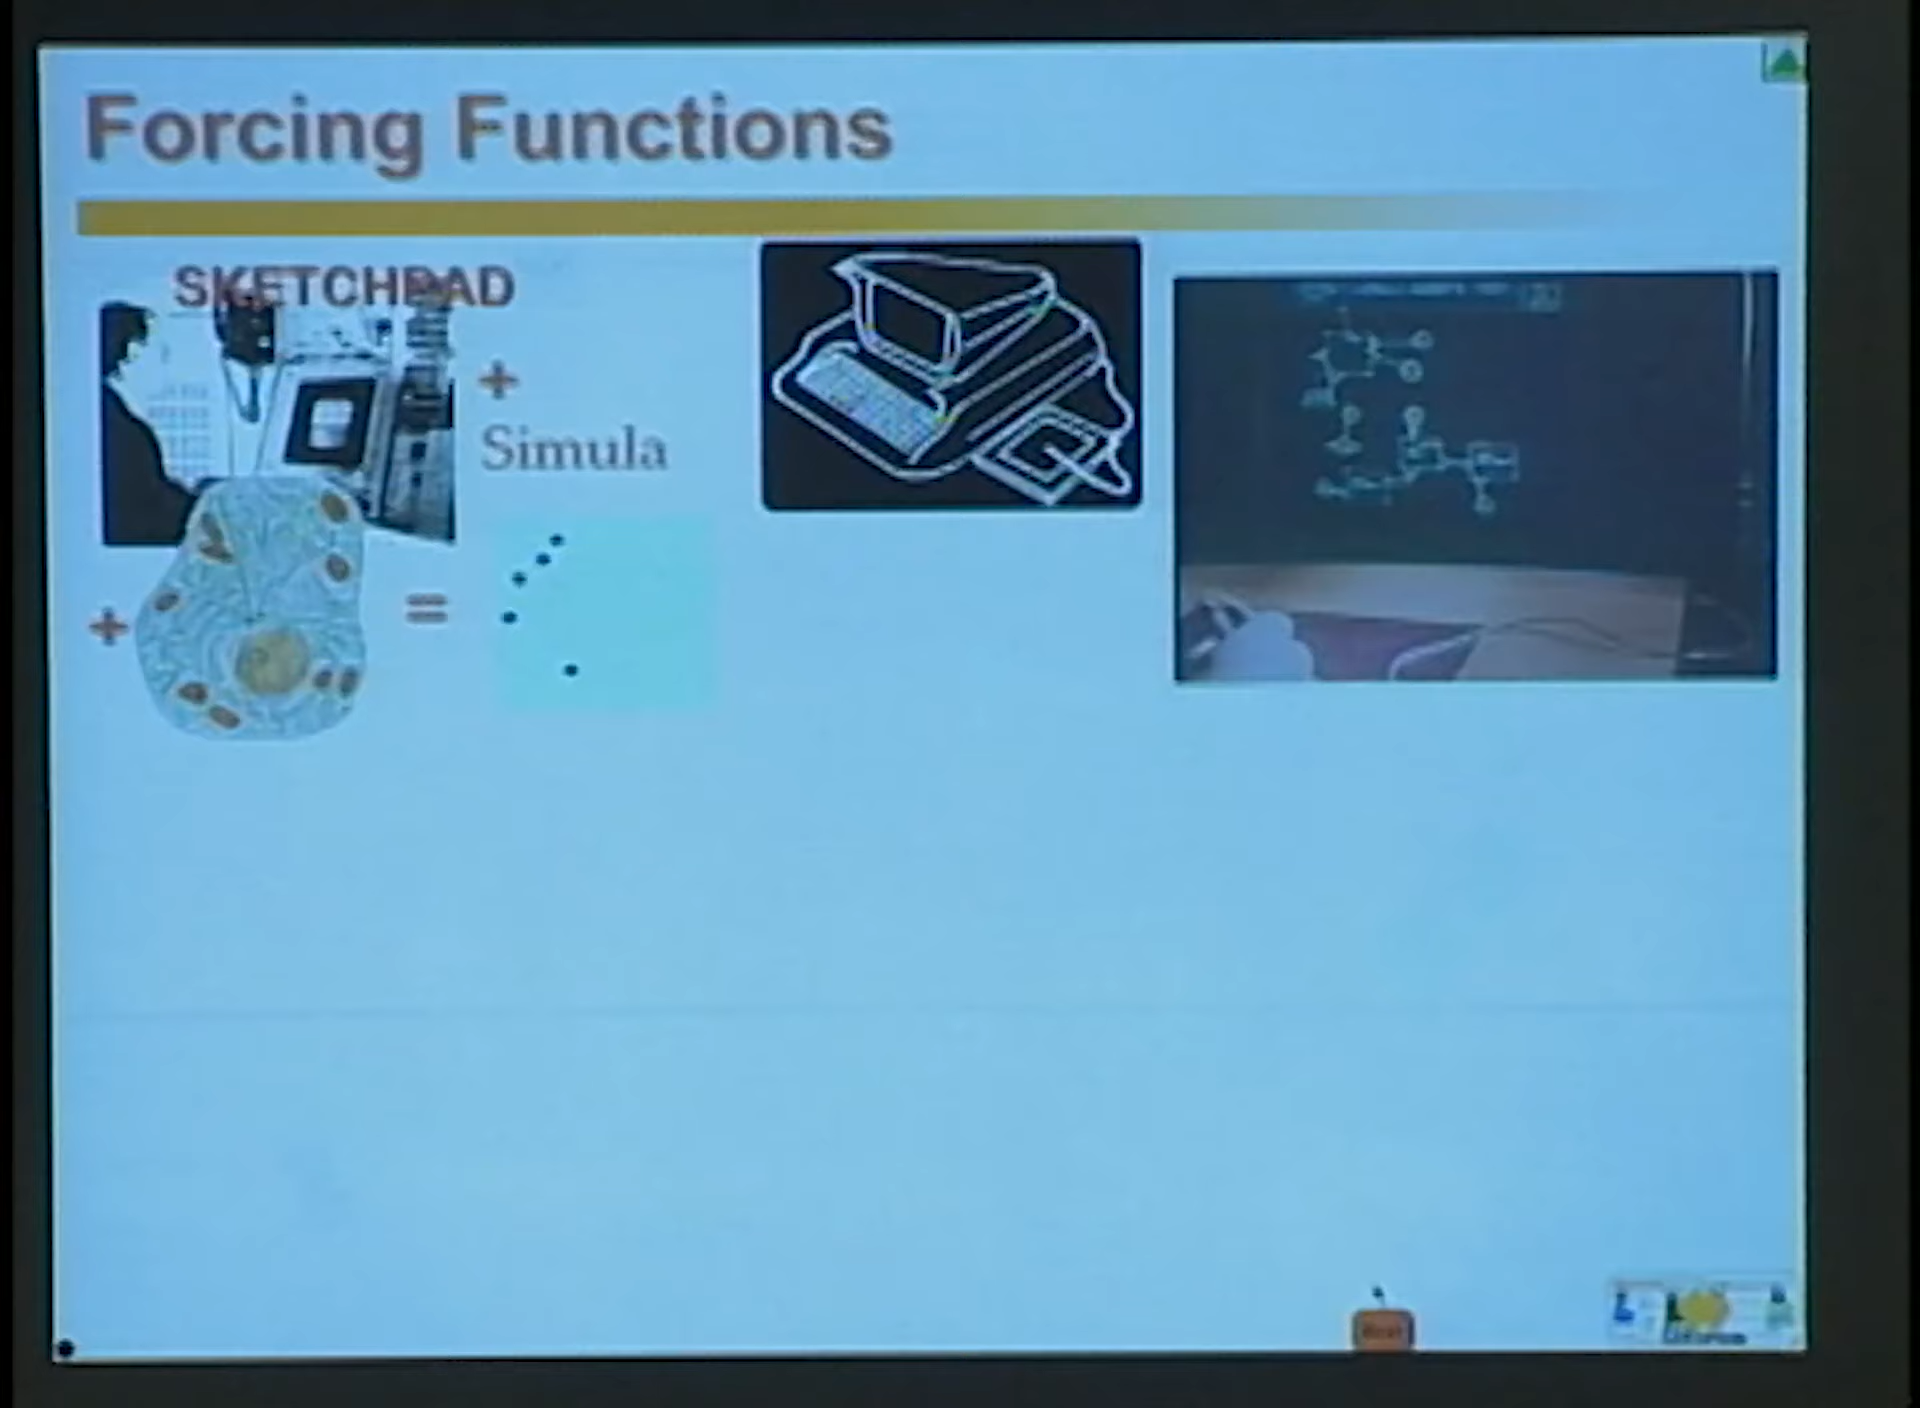 Forcing Functions
SKETCHPAD
+
Simula
+
=